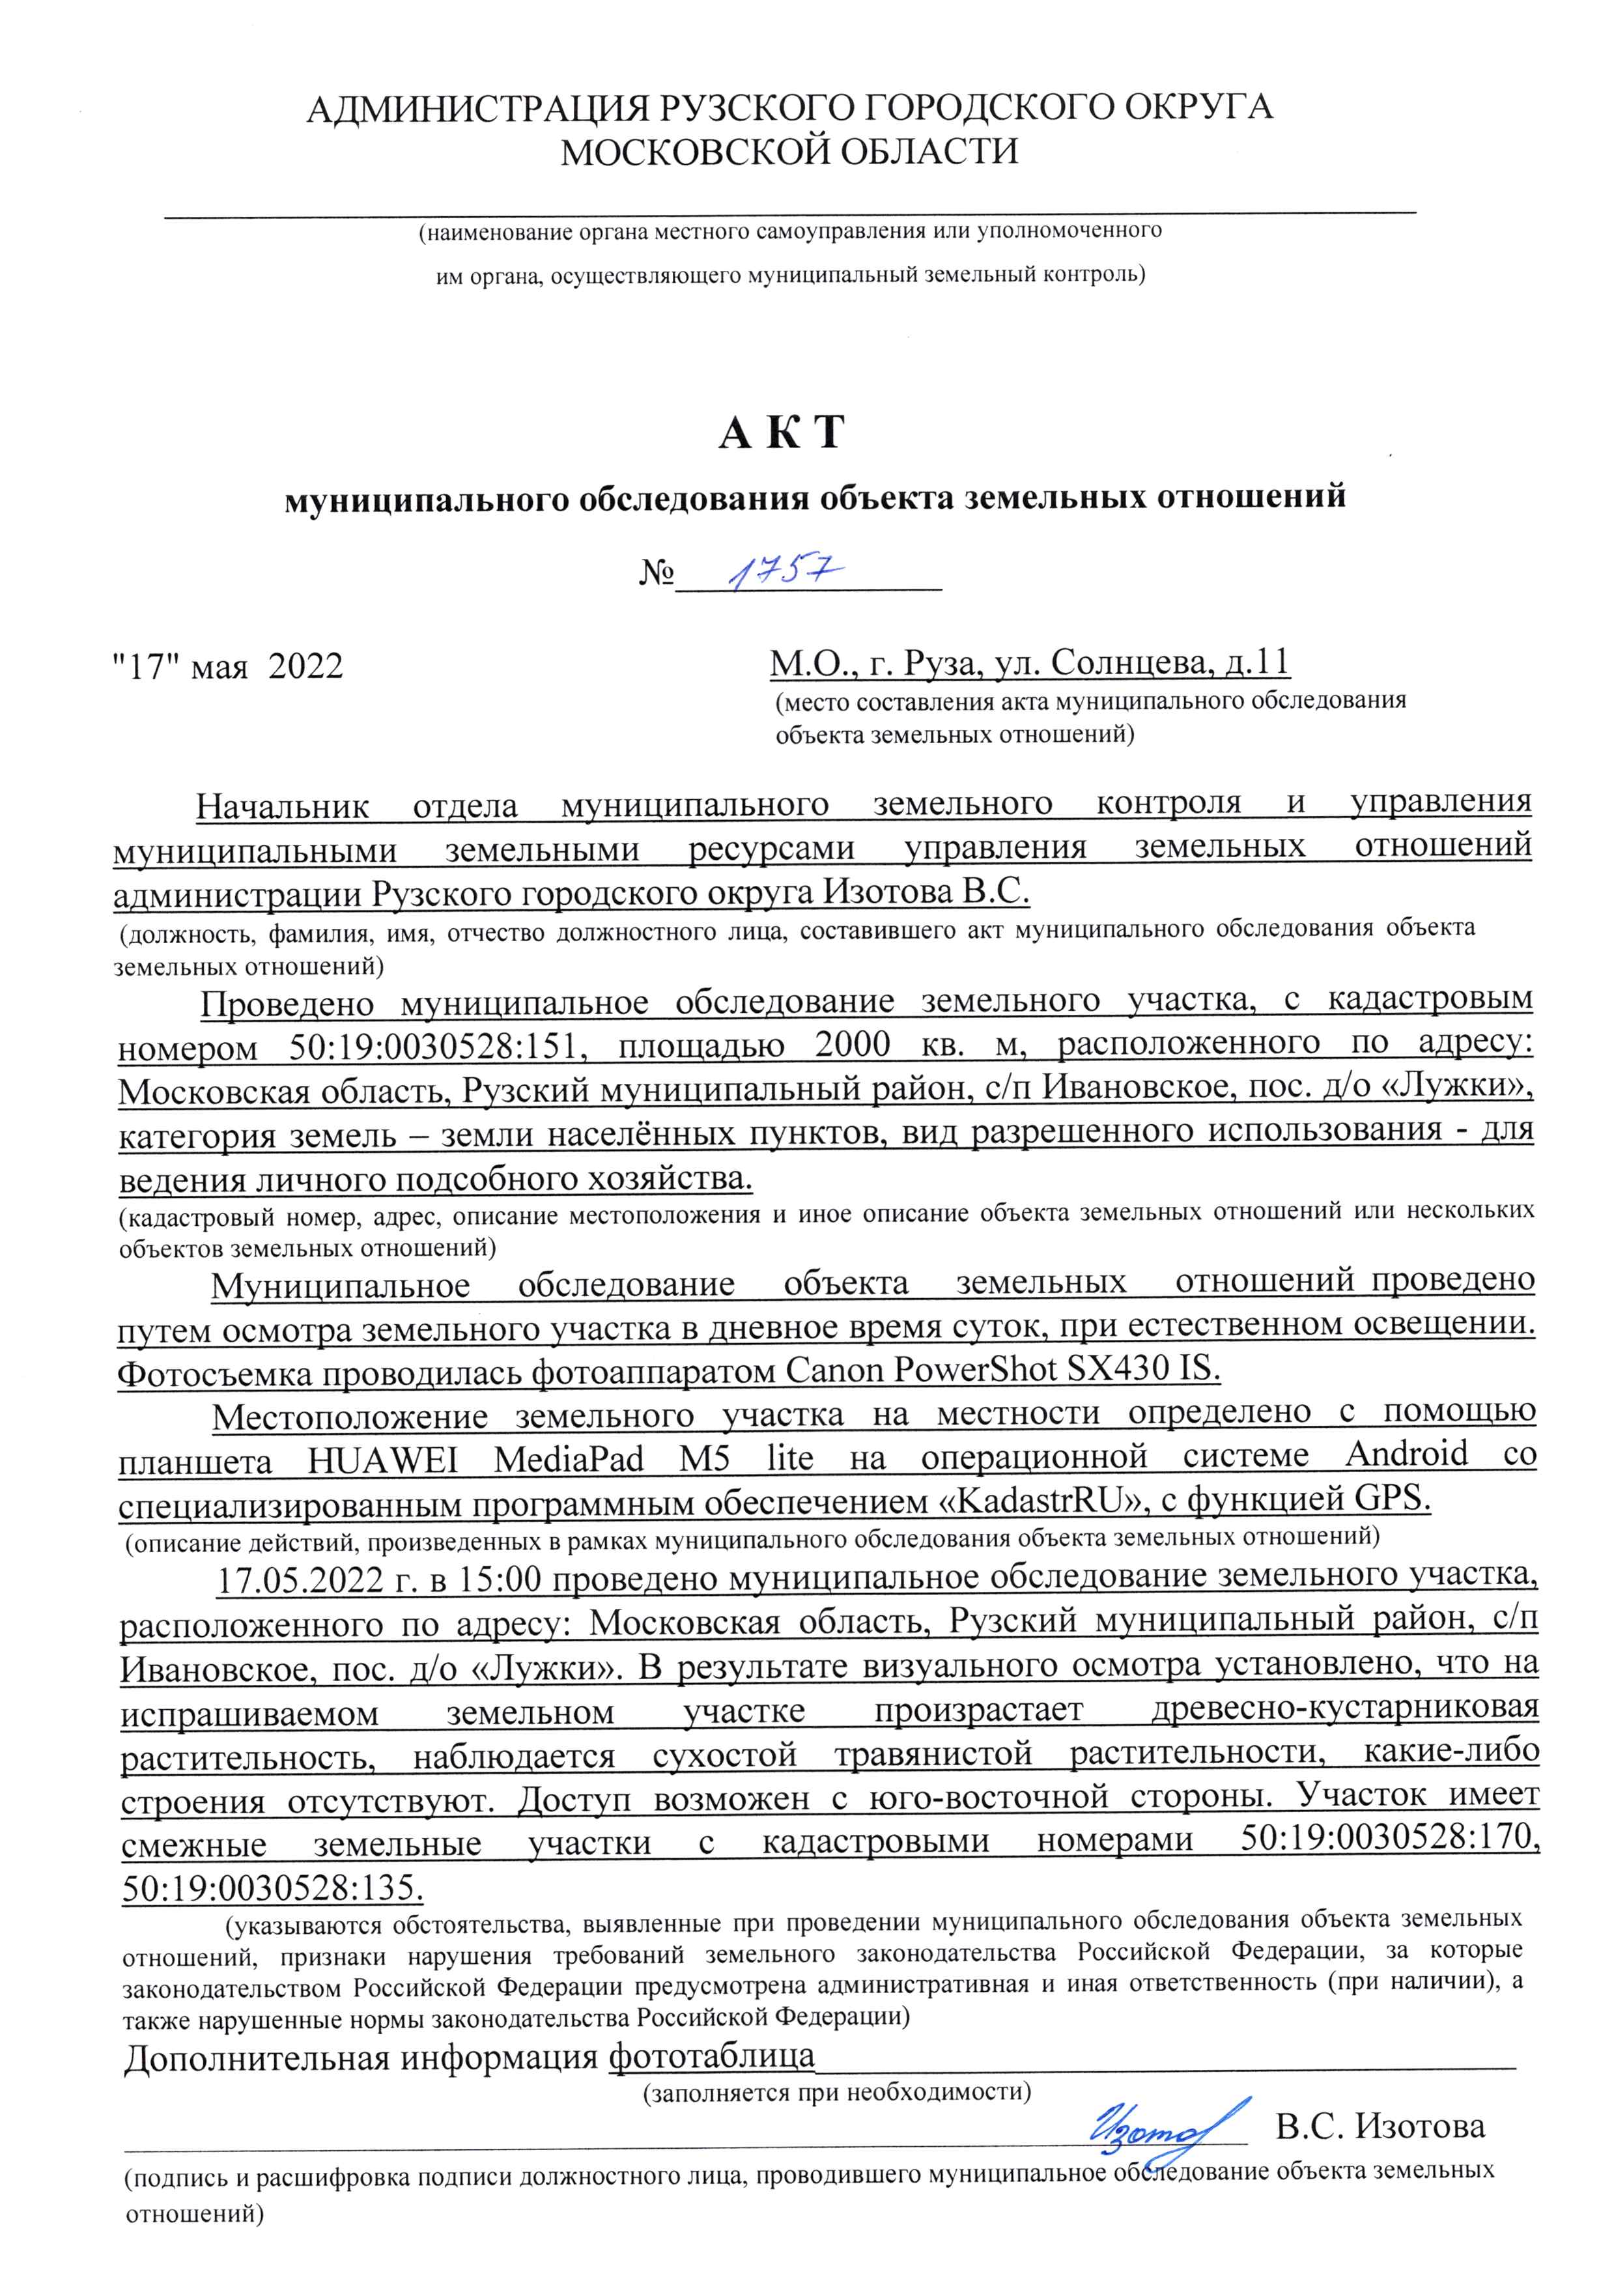 АДМИНИСТРАЦИЯ РУЗСКОГО ГОРОДСКОГО ОКРУГА
МОСКОВСКОЙ ОБЛАСТИ
(наименование органа местного самоуправления или уполномоченного
им органа, осуществляющего муниципальный земельный контроль)
А К Т
муниципального обследования объекта земельных отношений
№ 1757
"17" мая 2022
М.О., г. Руза, ул. Солнцева, д.11
(место составления акта муниципального обследования
объекта земельных отношений)
Начальник отдела муниципального земельного контроля и управления
муниципальными земельными ресурсами управления земельных отношений
администрации Рузского городского округа Изотова В.С.
(должность, фамилия, имя, отчество должностного лица, составившего акт муниципального обследования объекта
земельных отношений)
Проведено муниципальное обследование земельного участка, с кадастровым
номером 50:19:0030528:151, площадью 2000 кв. м, расположенного по адресу:
Московская область, Рузский муниципальный район, с/п Ивановское, пос. д/о «Лужки»,
категория земель – земли населённых пунктов, вид разрешенного использования - для
ведения личного подсобного хозяйства.
(кадастровый номер, адрес, описание местоположения и иное описание объекта земельных отношений или нескольких
объектов земельных отношений)
Муниципальное обследование объекта земельных отношений проведено
путем осмотра земельного участка в дневное время суток, при естественном освещении.
Фотосъемка проводилась фотоаппаратом Canon PowerShot SX430 IS.
Местоположение земельного участка на местности определено с помощью
планшета HUAWEI MediaPad M5 lite на операционной системе Android со
специализированным программным обеспечением «KadastrRU», с функцией GPS.
(описание действий, произведенных в рамках муниципального обследования объекта земельных отношений)
17.05.2022 г. в 15:00 проведено муниципальное обследование земельного участка,
расположенного по адресу: Московская область, Рузский муниципальный район, с/п
Ивановское, пос. д/о «Лужки». В результате визуального осмотра установлено, что на
испрашиваемом земельном участке произрастает древесно-кустарниковая
растительность, наблюдается сухостой травянистой растительности, какие-либо
строения отсутствуют. Доступ возможен с юго-восточной стороны. Участок имеет
смежные земельные участки с кадастровыми номерами 50:19:0030528:170,
50:19:0030528:135.
(указываются обстоятельства, выявленные при проведении муниципального обследования объекта земельных
отношений, признаки нарушения требований земельного законодательства Российской Федерации, за которые
законодательством Российской Федерации предусмотрена административная и иная ответственность (при наличии), а
также нарушенные нормы законодательства Российской Федерации)
Дополнительная информация фототаблица
(заполняется при необходимости)
Изотов В.С. Изотова
(подпись и расшифровка подписи должностного лица, проводившего муниципальное обследование объекта земельных
отношений)